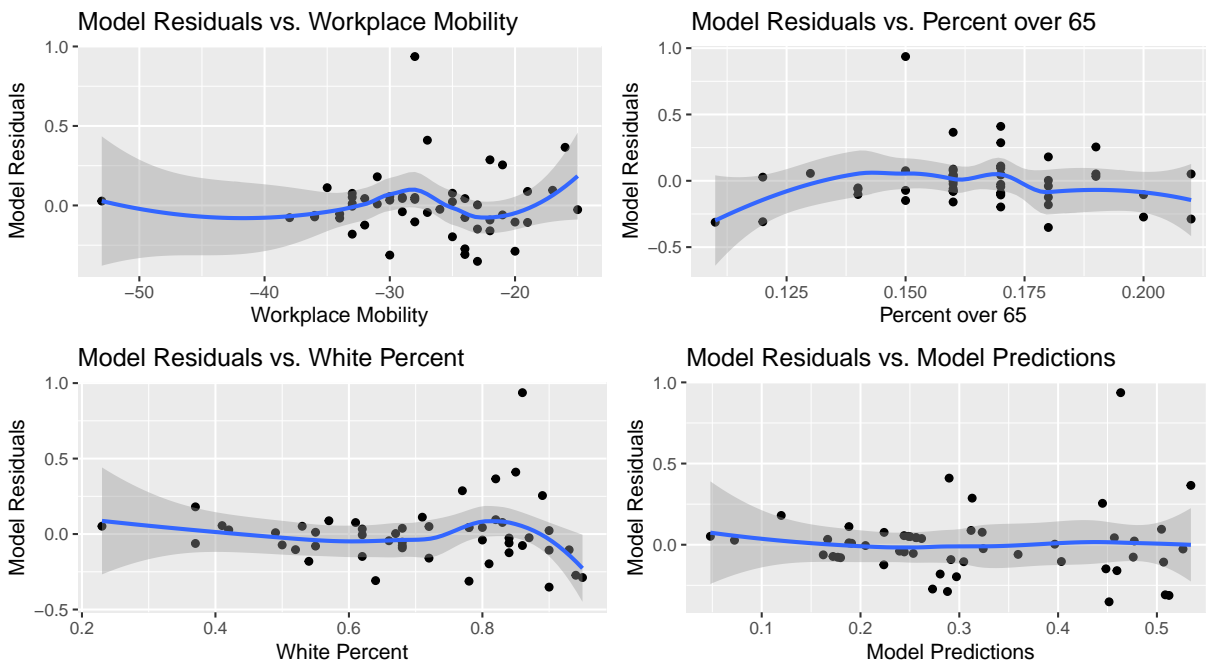 Model Residuals vs. Workplace Mobility
1.0
0.5
0.0
Model Residuals
−50
−40
−30
−20
Workplace Mobility
Model Residuals vs. Percent over 65
1.0
0.5
0.0
−0.5
Model Residuals
0.125
0.150
0.175
0.200
Percent over 65
Model Residuals vs. White Percent
1.0
0.5
0.0
−0.5
Model Residuals
0.2
0.4
0.6
0.8
White Percent
Model Residuals vs. Model Predictions
1.0
0.5
0.0
Model Residuals
0.1
0.2
0.3
0.4
0.5
Model Predictions